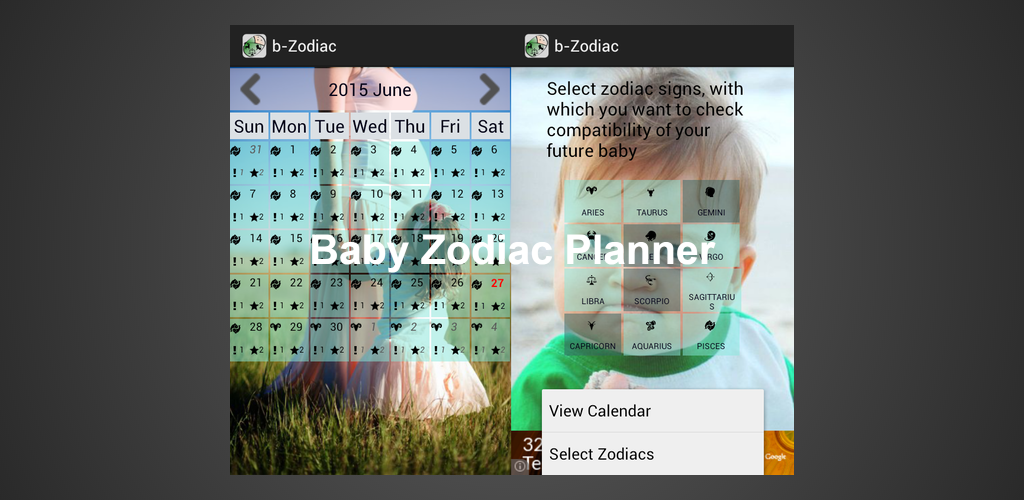 b-Zodiac
2015 June
Sun Mon Tue Wed Thu Fri Sat
31 1 2 3 4 5 6
! 1 ★2 ! 1 ★2 ! 1 ★2 ! 1 ★2 ! 1 ★2 ! 1 ★2 ! 1 ★2
7 8 9 10 11 12 13
! 1 ★2 ! 1 ★2 ! 1 ★2 ! 1 ★2 ! 1 ★2 ! 1 ★2 ! 1 ★2
14 15 16 17 18 19 20
Baby Zodiac Planner
! 1 ★2 ! 1 ★2 ! 1 ★2 ! 1 ★2 ! 1 ★2 ! 1 ★2 ! 1 ★2
21 22 23 24 25 26 27
! 1 ★2 ! 1 ★2 ! 1 ★2 ! 1 ★2 ! 1 ★2 ! 1 ★2 ! 1 ★2
28 29 30 1 2 3 4
! 1 ★2 ! 1 ★2 ! 1 ★2 ! 1 ★2 ! 1 ★2 ! 1 ★2 ! 1 ★2
b-Zodiac
Select zodiac signs, with
which you want to check
compatibility of your
future baby
ARIES TAURUS GEMINI
LIBRA SCORPIO SAGITTARIU
S
CAPRICORN AQUARIUS PISCES
View Calendar
Select Zodiacs
32
Te
Google